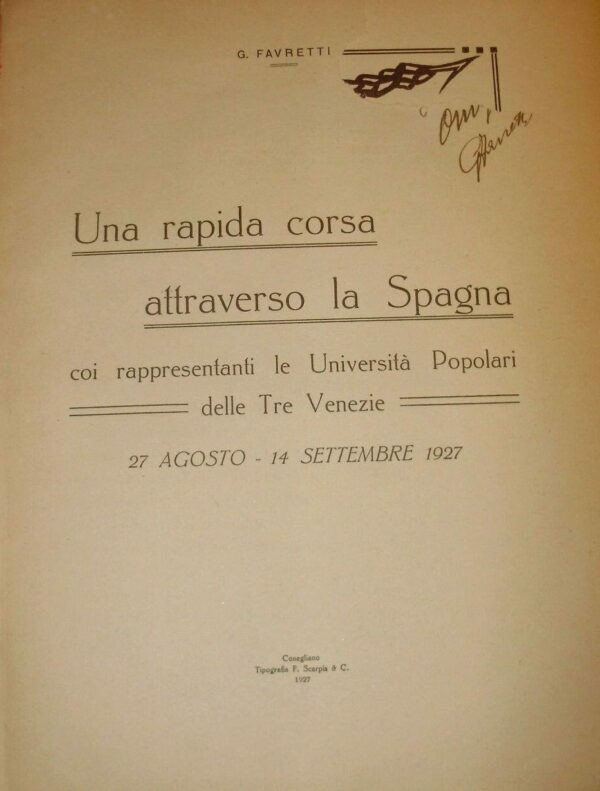 G. FAVRETTI
Una rapida corsa
attraverso la Spagna
coi rappresentanti le Università Popolari
delle Tre Venezie
27 AGOSTO - 14 SETTEMBRE 1927
Conegliano
Tipografia F. Scarpis & C.
1927